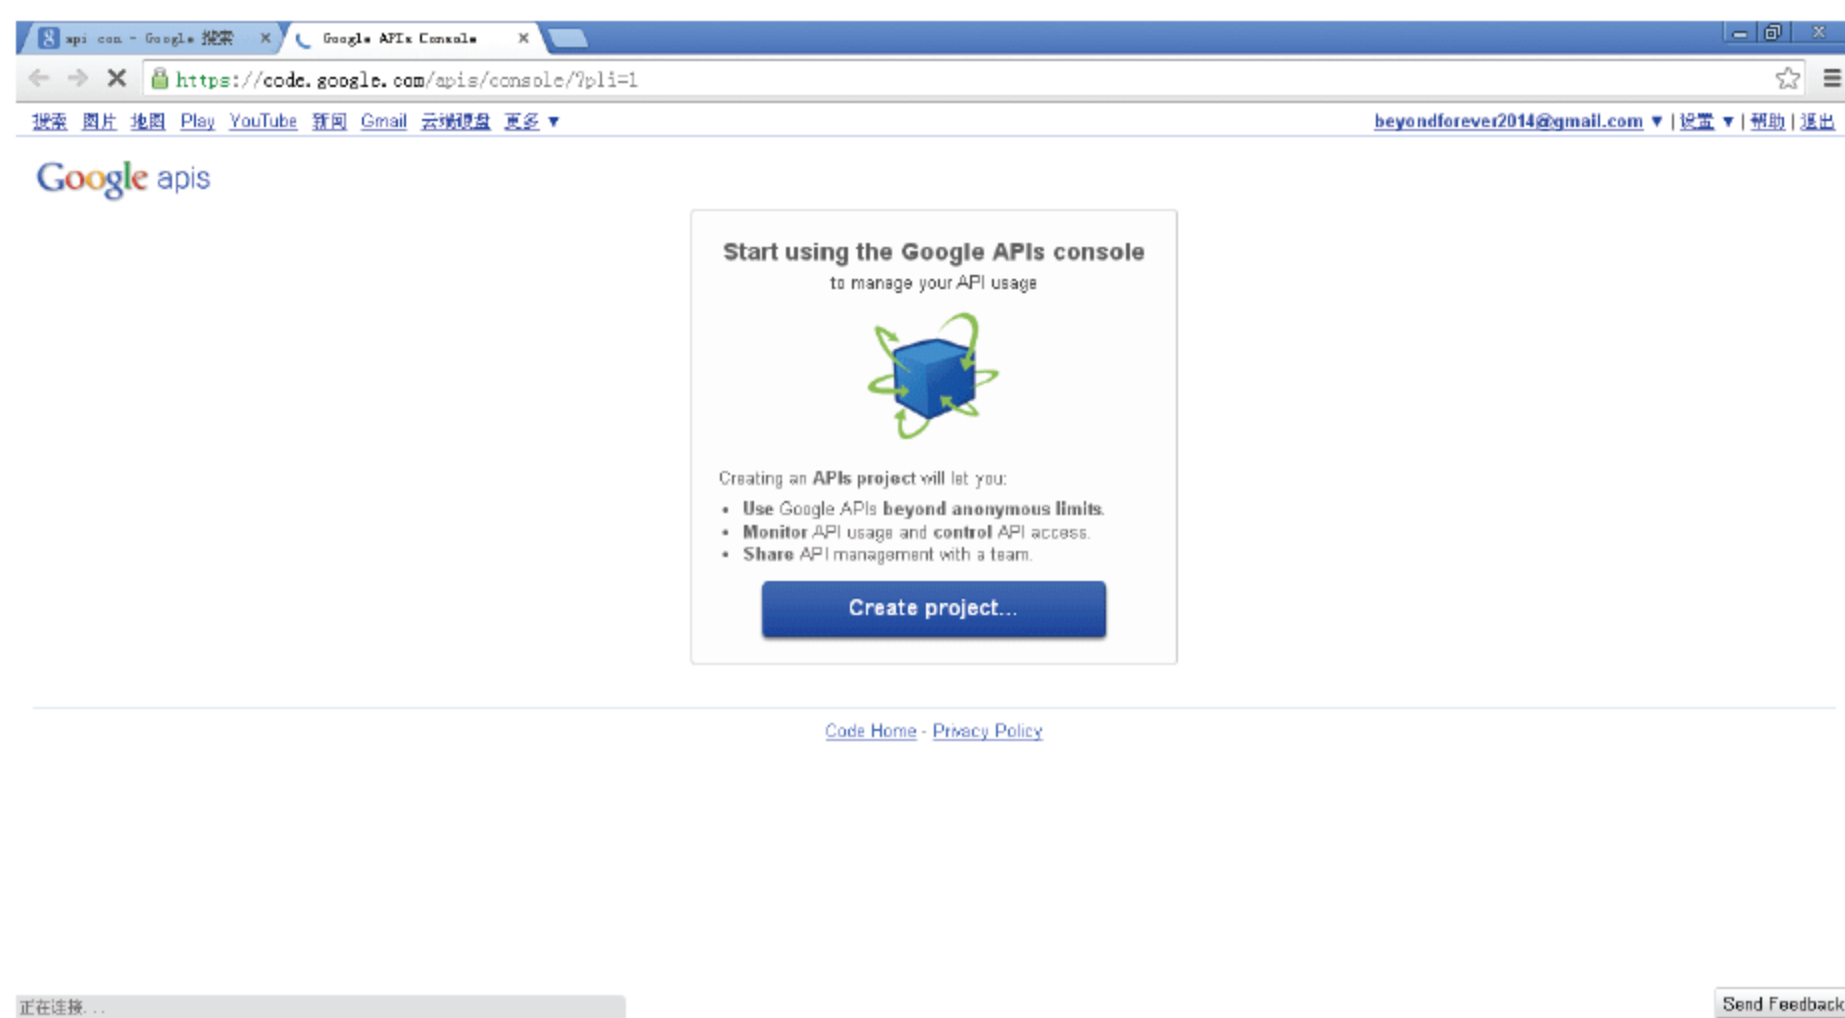 api con - Google 搜索
Google APIs Console
https://code.google.com/apis/console/?pli=1
搜索 图片 地图 Play YouTube 新闻 Gmail 云端硬盘 更多 ▼
beyondforever2014@gmail.com ▼ | 设置 ▼ | 帮助 | 退出
Google apis
Start using the Google APIs console
to manage your API usage
Creating an APIs project will let you:
• Use Google APIs beyond anonymous limits.
• Monitor API usage and control API access.
• Share API management with a team.
Create project...
Code Home - Privacy Policy
正在连接...
Send Feedback